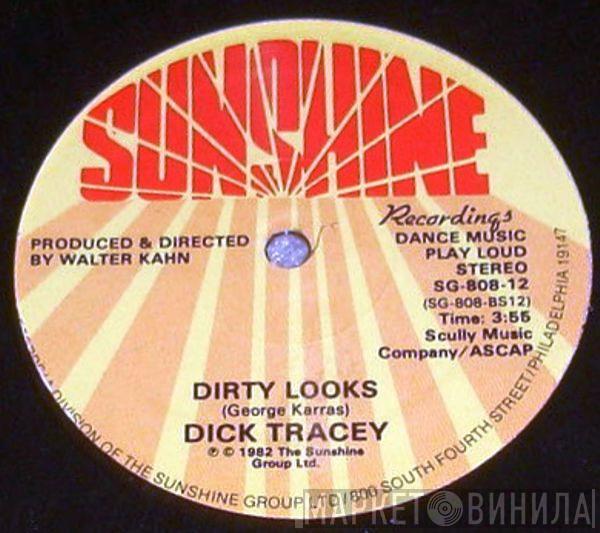 SUNSHINE
Recordings
PRODUCED & DIRECTED
BY WALTER KAHN
DANCE MUSIC
PLAY LOUD
STEREO
SG-808-12
(SG-808-BS12)
Time: 3:55
Scully Music
Company/ASCAP
DIRTY LOOKS
(George Karras)
DICK TRACEY
℗ © 1982 The Sunshine
Group Ltd.
A DIVISION OF THE SUNSHINE GROUP LTD/800 SOUTH FOURTH STREET/PHILADELPHIA 19147
МАРКЕТ ВИНИЛА